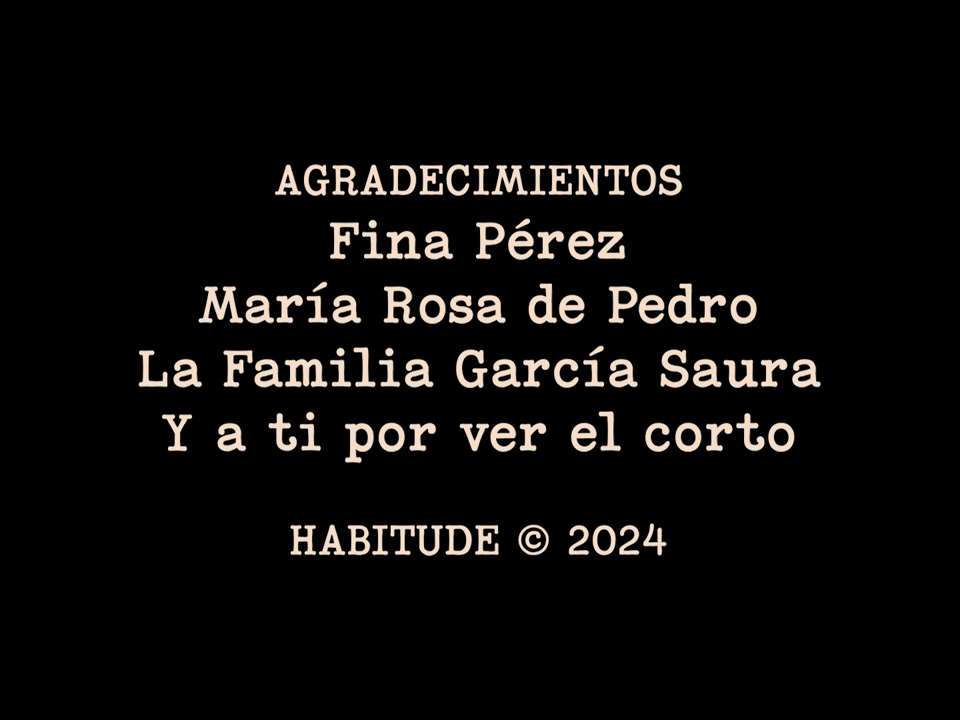 AGRADECIMIENTOS
Fina Pérez
María Rosa de Pedro
La Familia García Saura
Y a ti por ver el corto
HABITUDE © 2024